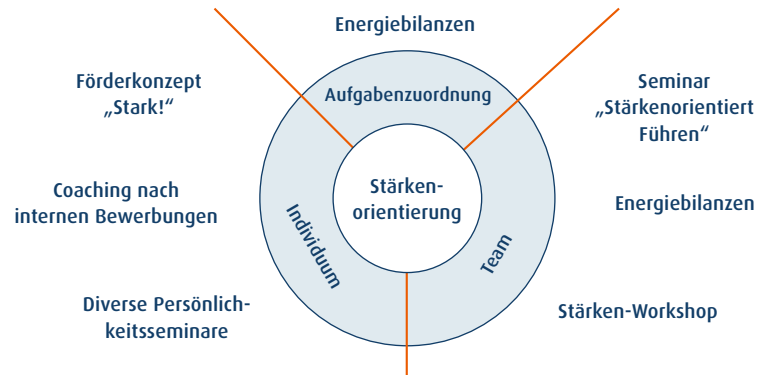 Energiebilanzen
Förderkonzept
„Stark!“
Aufgabenzuordnung
Seminar
„Stärkenorientiert
Führen“
Coaching nach
internen Bewerbungen
Stärken-
orientierung
Energiebilanzen
Individuum
Team
Diverse Persönlich-
keitsseminare
Stärken-Workshop